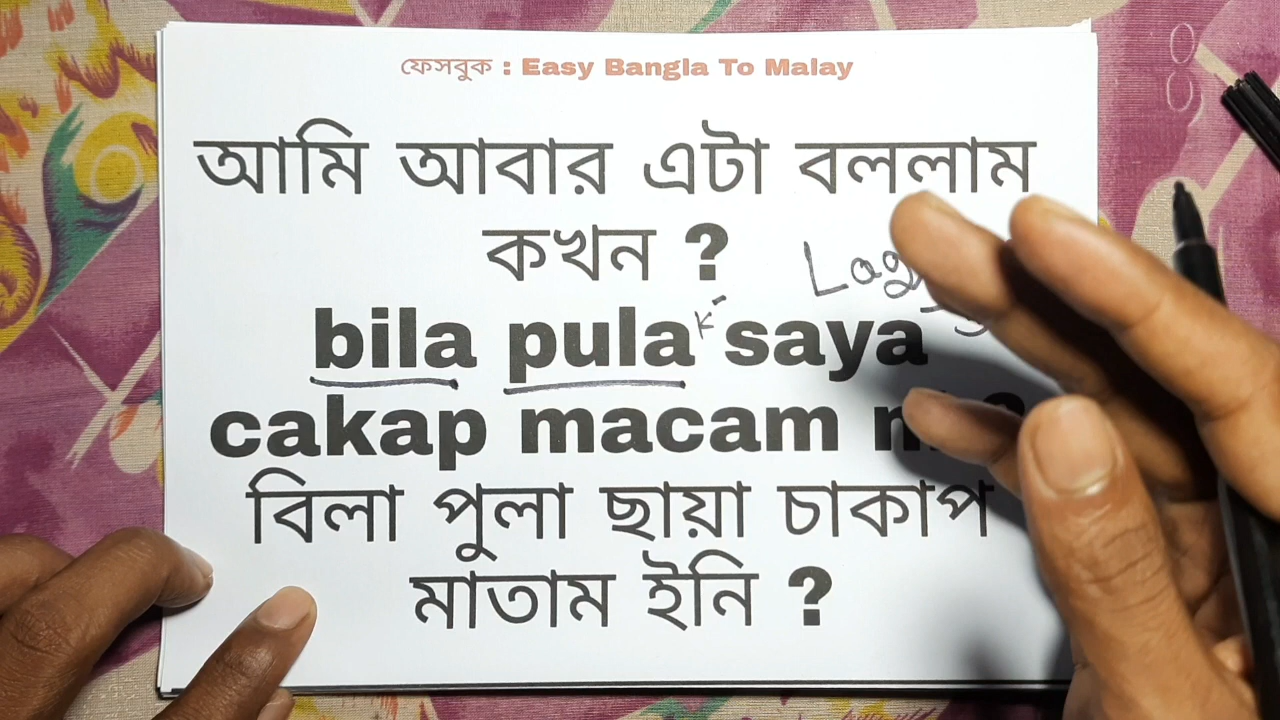 ফেসবুক : Easy Bangla To Malay
আমি আবার এটা বললাম
কখন ?
bila pula saya
cakap macam
বিলা পুলা ছায়া চাকাপ
মাতাম ইনি ?